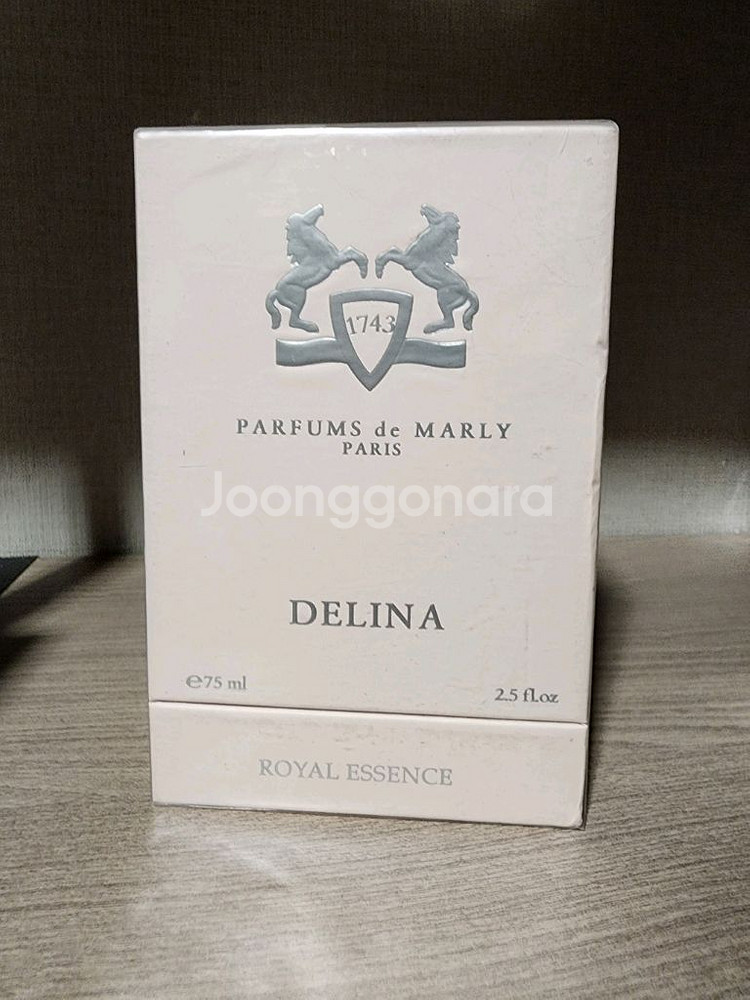 1743
PARFUMS de MARLY
PARIS
Joonggonara
DELINA
℮75 ml
2.5 fl.oz
ROYAL ESSENCE